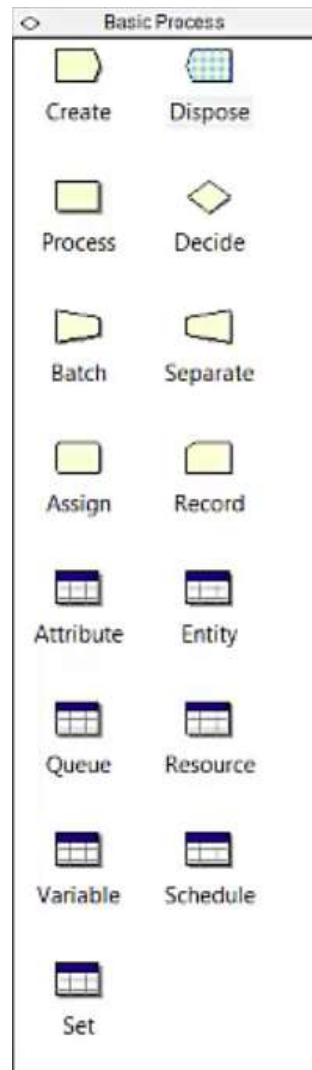 Basic Process
Create Dispose
Process Decide
Batch Separate
Assign Record
Attribute Entity
Queue Resource
Variable Schedule
Set